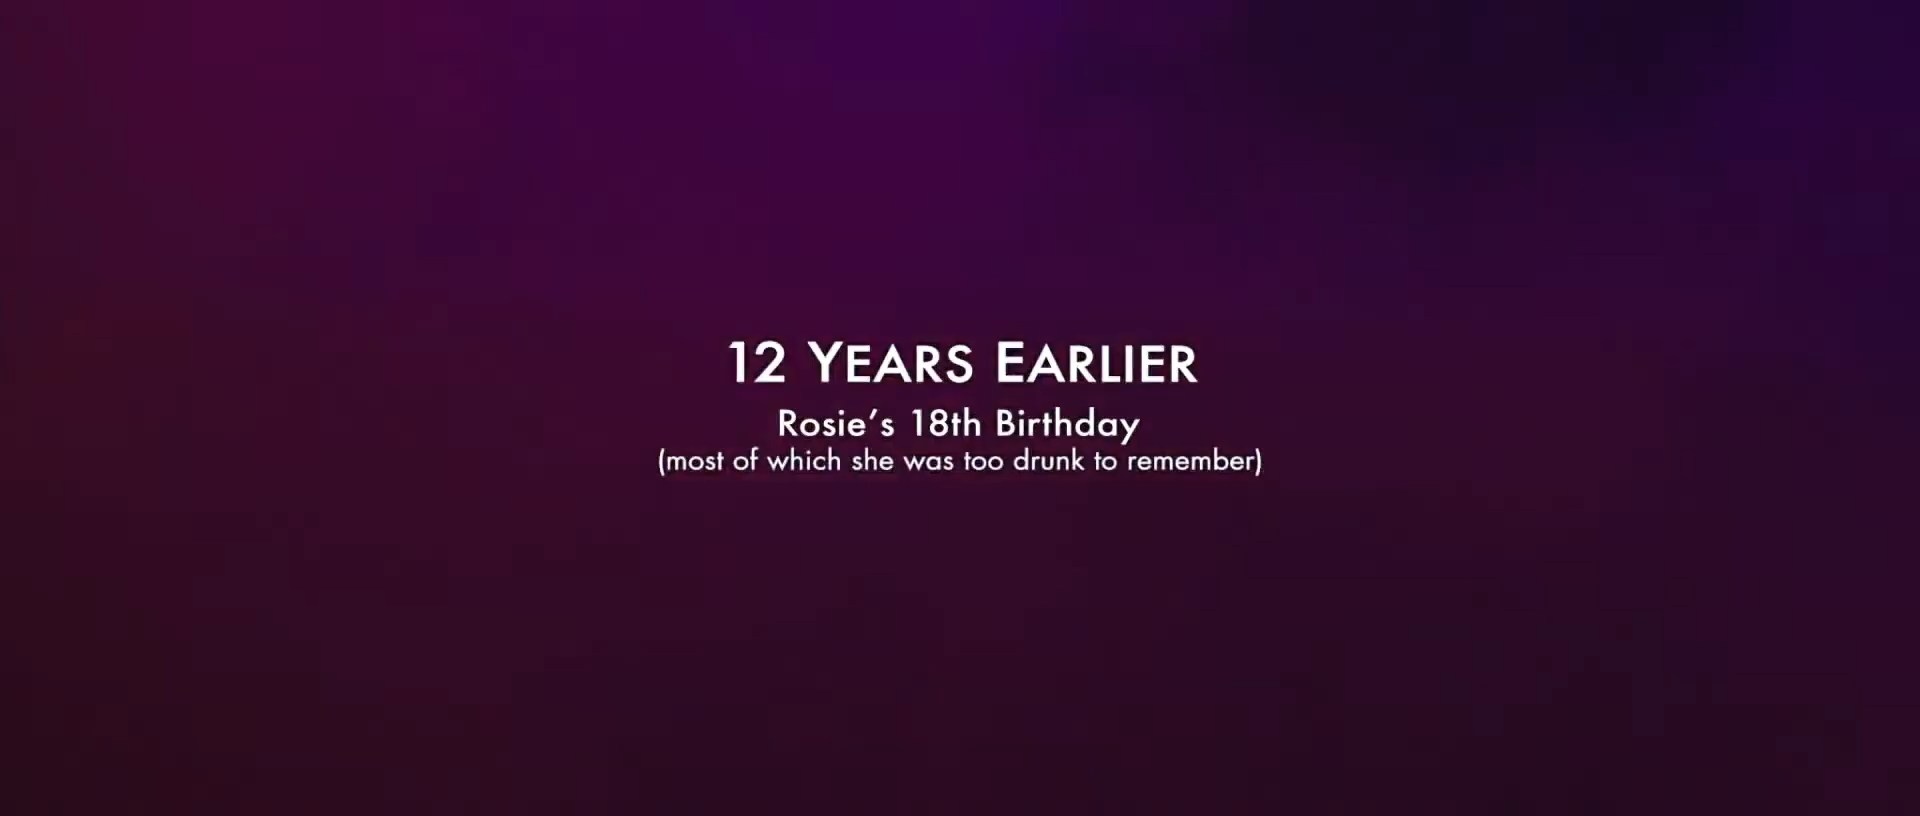 12 YEARS EARLIER
Rosie's 18th Birthday
(most of which she was too drunk to remember)